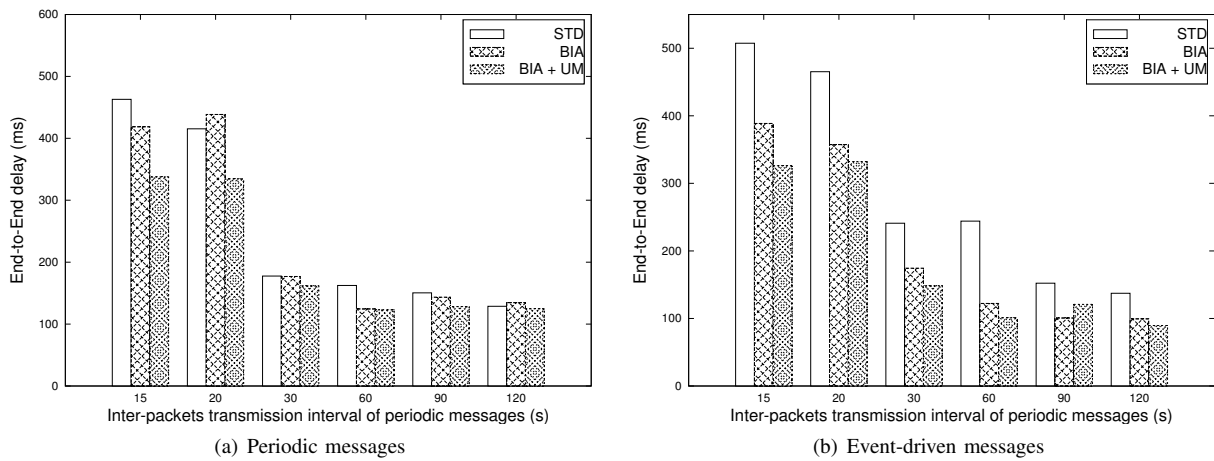 600
500
400
300
200
100
0
End-to-End delay (ms)
STD
BIA
BIA + UM
15 20 30 60 90 120
Inter-packets transmission interval of periodic messages (s)
(a) Periodic messages
500
400
300
200
100
0
End-to-End delay (ms)
STD
BIA
BIA + UM
15 20 30 60 90 120
Inter-packets transmission interval of periodic messages (s)
(b) Event-driven messages